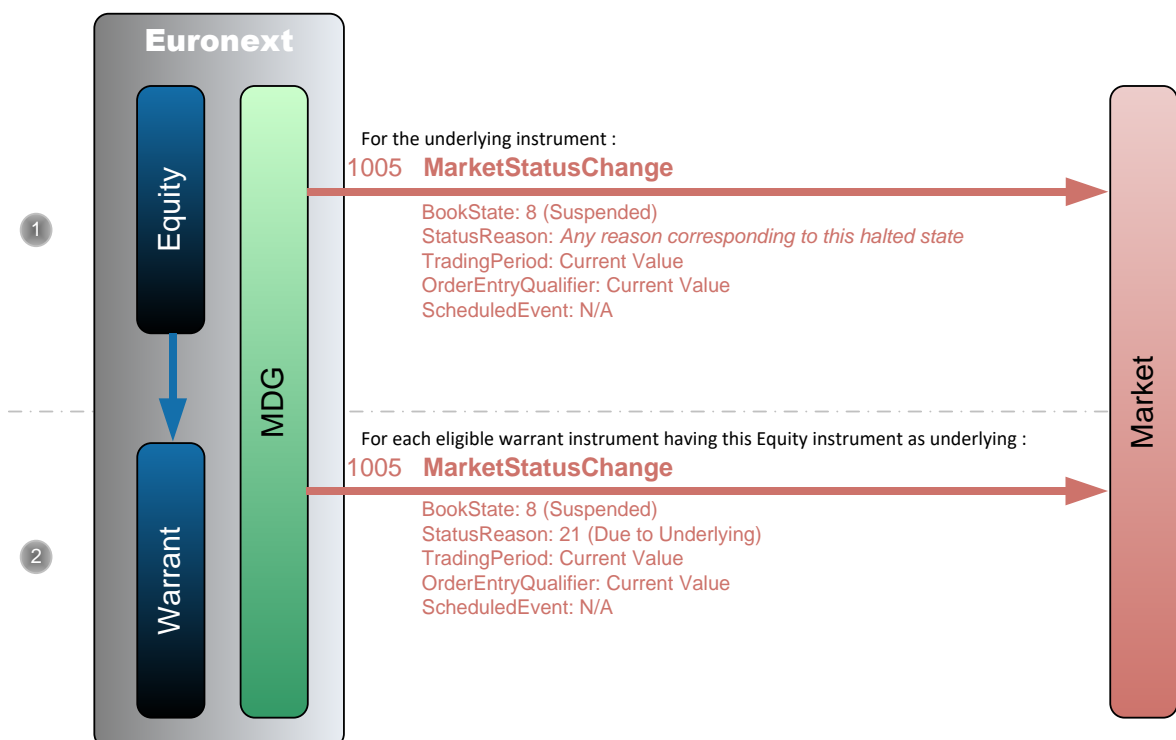 Euronext
Equity
MDG
Warrant
Market
1
For the underlying instrument :
1005 MarketStatusChange
BookState: 8 (Suspended)
StatusReason: Any reason corresponding to this halted state
TradingPeriod: Current Value
OrderEntryQualifier: Current Value
ScheduledEvent: N/A
2
For each eligible warrant instrument having this Equity instrument as underlying :
1005 MarketStatusChange
BookState: 8 (Suspended)
StatusReason: 21 (Due to Underlying)
TradingPeriod: Current Value
OrderEntryQualifier: Current Value
ScheduledEvent: N/A